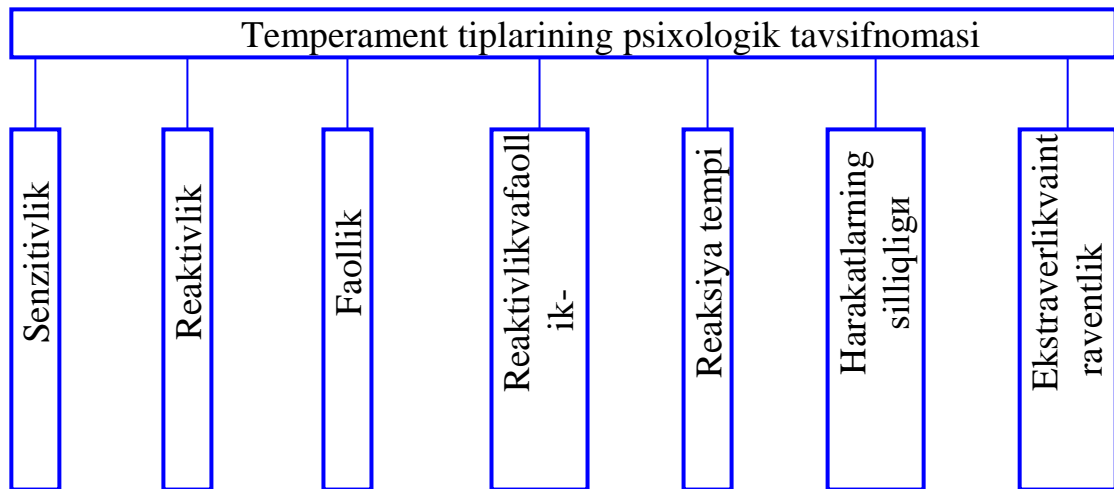 Temperament tiplarining psixologik tavsifnomasi
Senzitivlik
Reaktivlik
Faollik
Reaktivlikvafaoll
ik-
Reaksiya tempi
Harakatlarning
silliqligи
Ekstraverlikvaint
raventlik